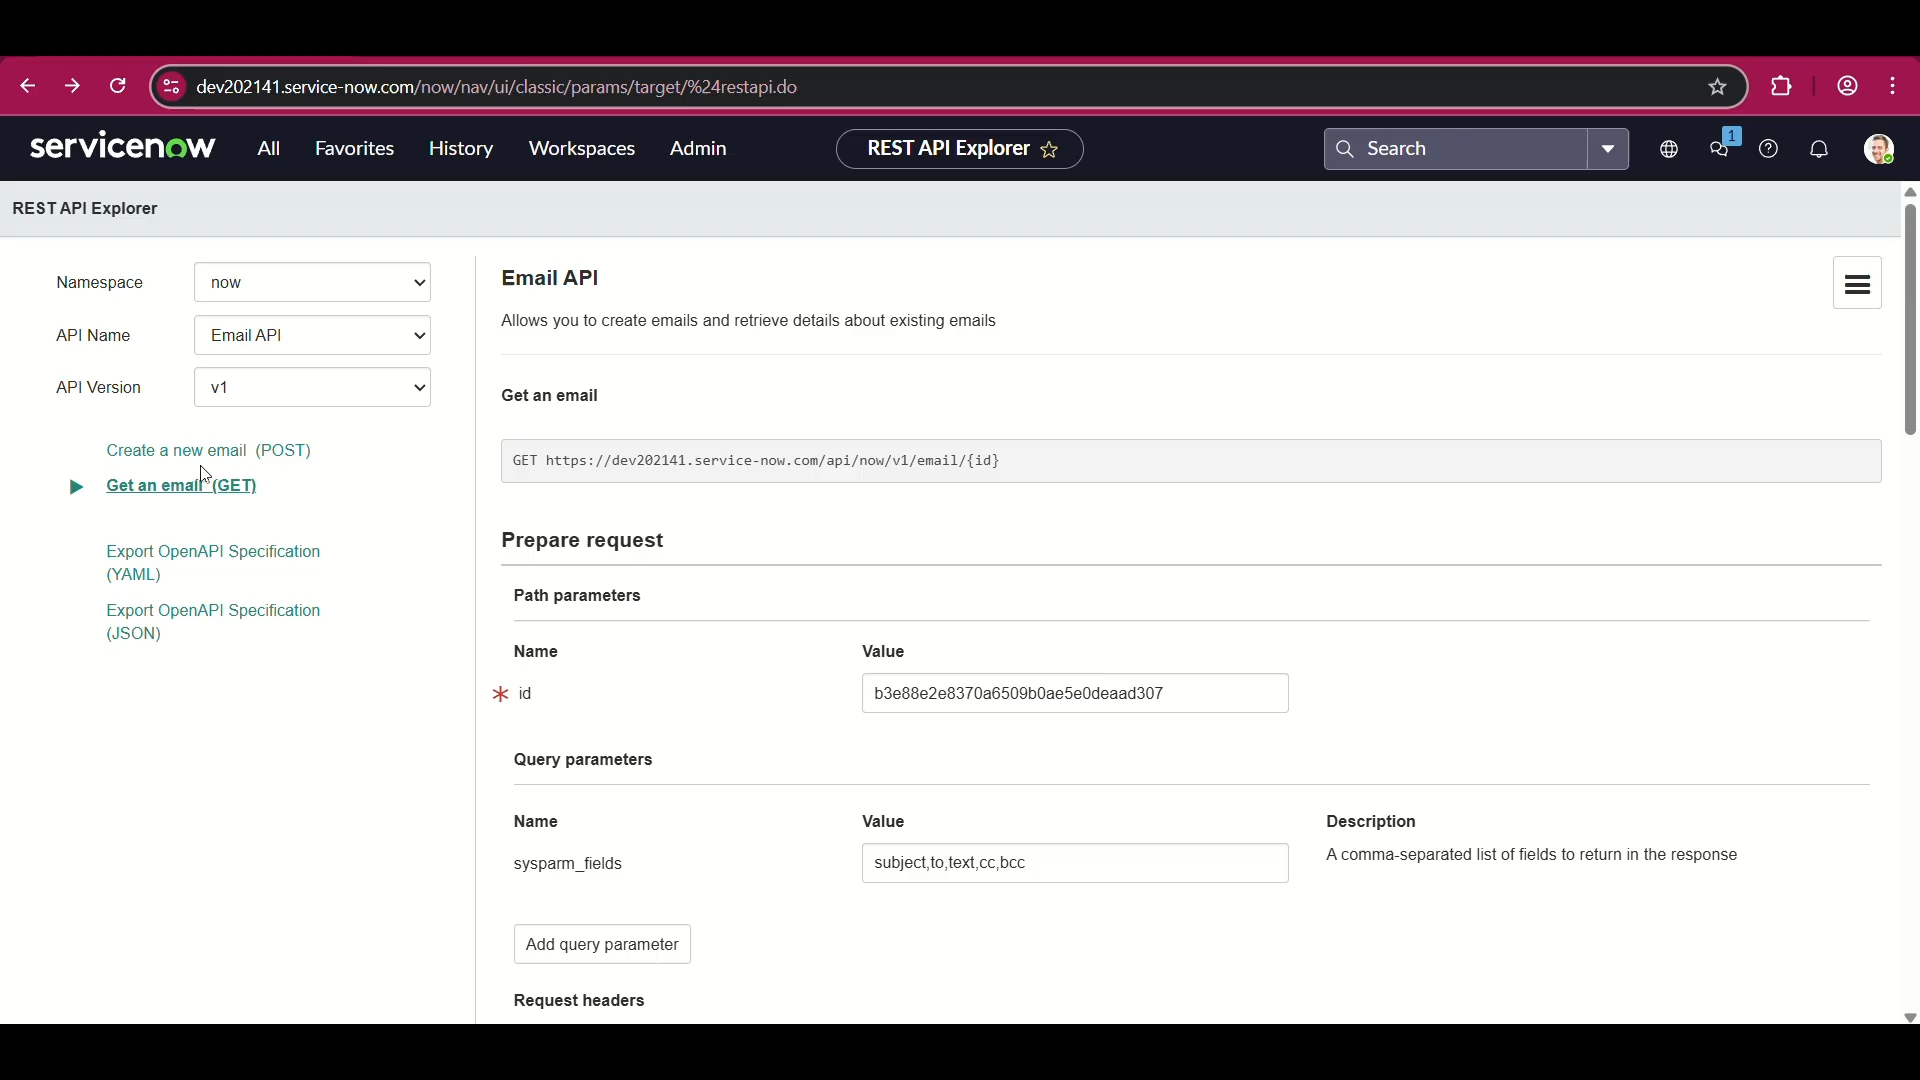 dev202141.service-now.com/now/nav/ui/classic/params/target/%24restapi.do
servicenow All Favorites History Workspaces Admin REST API Explorer Search 1
REST API Explorer
Namespace now
API Name Email API
API Version v1
Create a new email (POST)
Get an email (GET)
Export OpenAPI Specification
(YAML)
Export OpenAPI Specification
(JSON)
Email API
Allows you to create emails and retrieve details about existing emails
Get an email
GET https://dev202141.service-now.com/api/now/v1/email/{id}
Prepare request
Path parameters
Name Value
* id b3e88e2e8370a6509b0ae5e0deaad307
Query parameters
Name Value Description
sysparm_fields subject,to,text,cc,bcc A comma-separated list of fields to return in the response
Add query parameter
Request headers